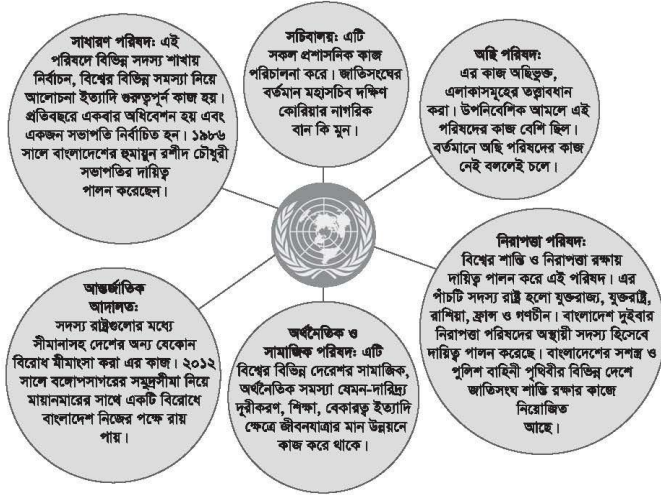 সাধারণ পরিষদ: এই
পরিষদে বিভিন্ন সদস্য শাখায়
নির্বাচন, বিশ্বের বিভিন্ন সমস্যা নিয়ে
আলোচনা ইত্যাদি গুরুত্বপূর্ন কাজ হয়।
প্রতিবছরে একবার অধিবেশন হয় এবং
একজন সভাপতি নির্বাচিত হন। ১৯৮৬
সালে বাংলাদেশের হুমায়ুন রশীদ চৌধুরী
সভাপতির দায়িত্ব
পালন করেছেন।
সচিবালয়: এটি
সকল প্রশাসনিক কাজ
পরিচালনা করে। জাতিসংঘের
বর্তমান মহাসচিব দক্ষিণ
কোরিয়ার নাগরিক
বান কি মুন।
অছি পরিষদ:
এর কাজ অছিভুক্ত,
এলাকাসমূহের তত্ত্বাবধান
করা। উপনিবেশিক আমলে এই
পরিষদের কাজ বেশি ছিল।
বর্তমানে অছি পরিষদের কাজ
নেই বললেই চলে।
আন্তর্জাতিক
আদালত:
সদস্য রাষ্ট্রগুলোর মধ্যে
সীমানাসহ দেশের অন্য যেকোন
বিরোধ মীমাংসা করা এর কাজ। ২০১২
সালে বঙ্গোপসাগরের সমুদ্রসীমা নিয়ে
মায়ানমারের সাথে একটি বিরোধে
বাংলাদেশ নিজের পক্ষে রায়
পায়।
অর্থনৈতিক ও
সামাজিক পরিষদ: এটি
বিশ্বের বিভিন্ন দেরেশর সামাজিক,
অর্থনৈতিক সমস্যা যেমন-দারিদ্র্য
দূরীকরণ, শিক্ষা, বেকারত্ব ইত্যাদি
ক্ষেত্রে জীবনযাত্রার মান উন্নয়নে
কাজ করে থাকে।
নিরাপত্তা পরিষদ:
বিশ্বের শান্তি ও নিরাপত্তা রক্ষায়
দায়িত্ব পালন করে এই পরিষদ। এর
পাঁচটি সদস্য রাষ্ট্র হলো যুক্তরাজ্য, যুক্তরাষ্ট্র,
রাশিয়া, ফ্রান্স ও গণচীন। বাংলাদেশ দুইবার
নিরাপত্তা পরিষদের অস্থায়ী সদস্য হিসেবে
দায়িত্ব পালন করেছে। বাংলাদেশের সশস্ত্র ও
পুলিশ বাহিনী পৃথিবীর বিভিন্ন দেশে
জাতিসংঘ শান্তি রক্ষার কাজে
নিয়োজিত
আছে।